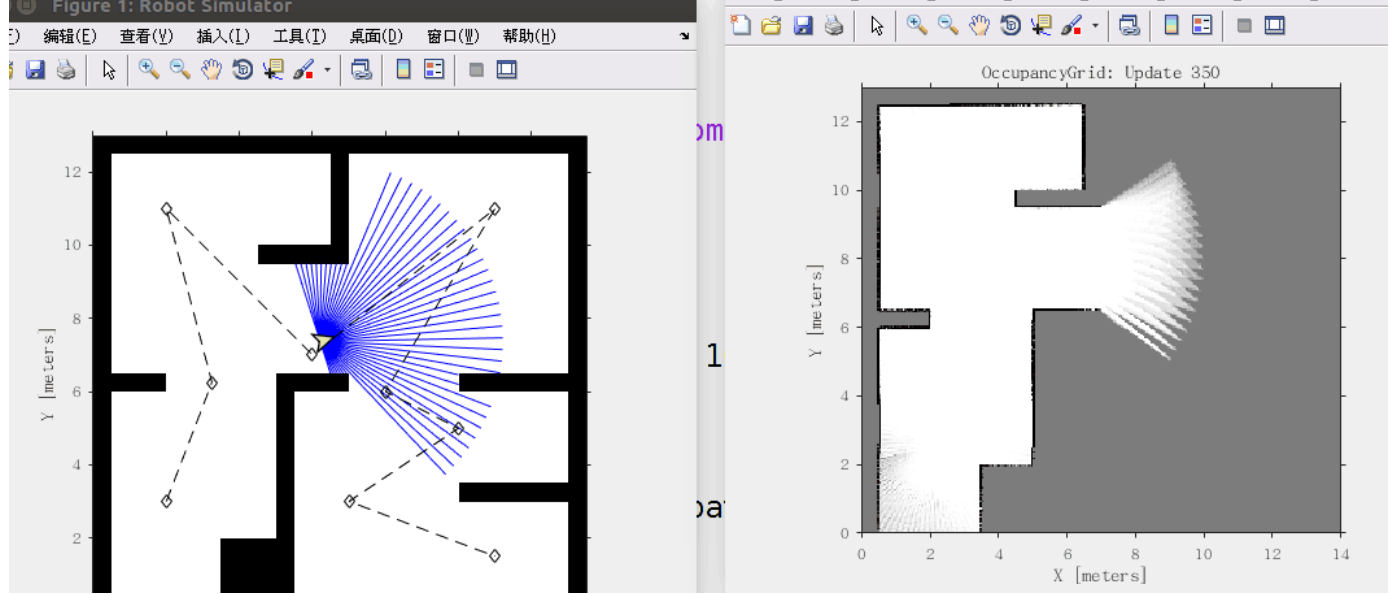 Figure 1: Robot Simulator
编辑(E) 查看(V) 插入(I) 工具(T) 桌面(D) 窗口(W) 帮助(H)
12
10
8
6
4
2
Y [meters]
om
1
pa
OccupancyGrid: Update 350
12
10
8
6
4
2
0
Y [meters]
0 2 4 6 8 10 12 14
X [meters]